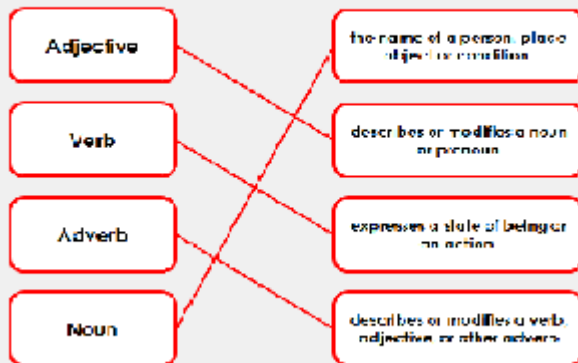 Adjective
the name of a person, place
object or condition
describes or modifies a noun
or pronoun
Verb
expresses a state of being or
an action
Adverb
Noun
describes or modifies a verb,
adjective or other adverb